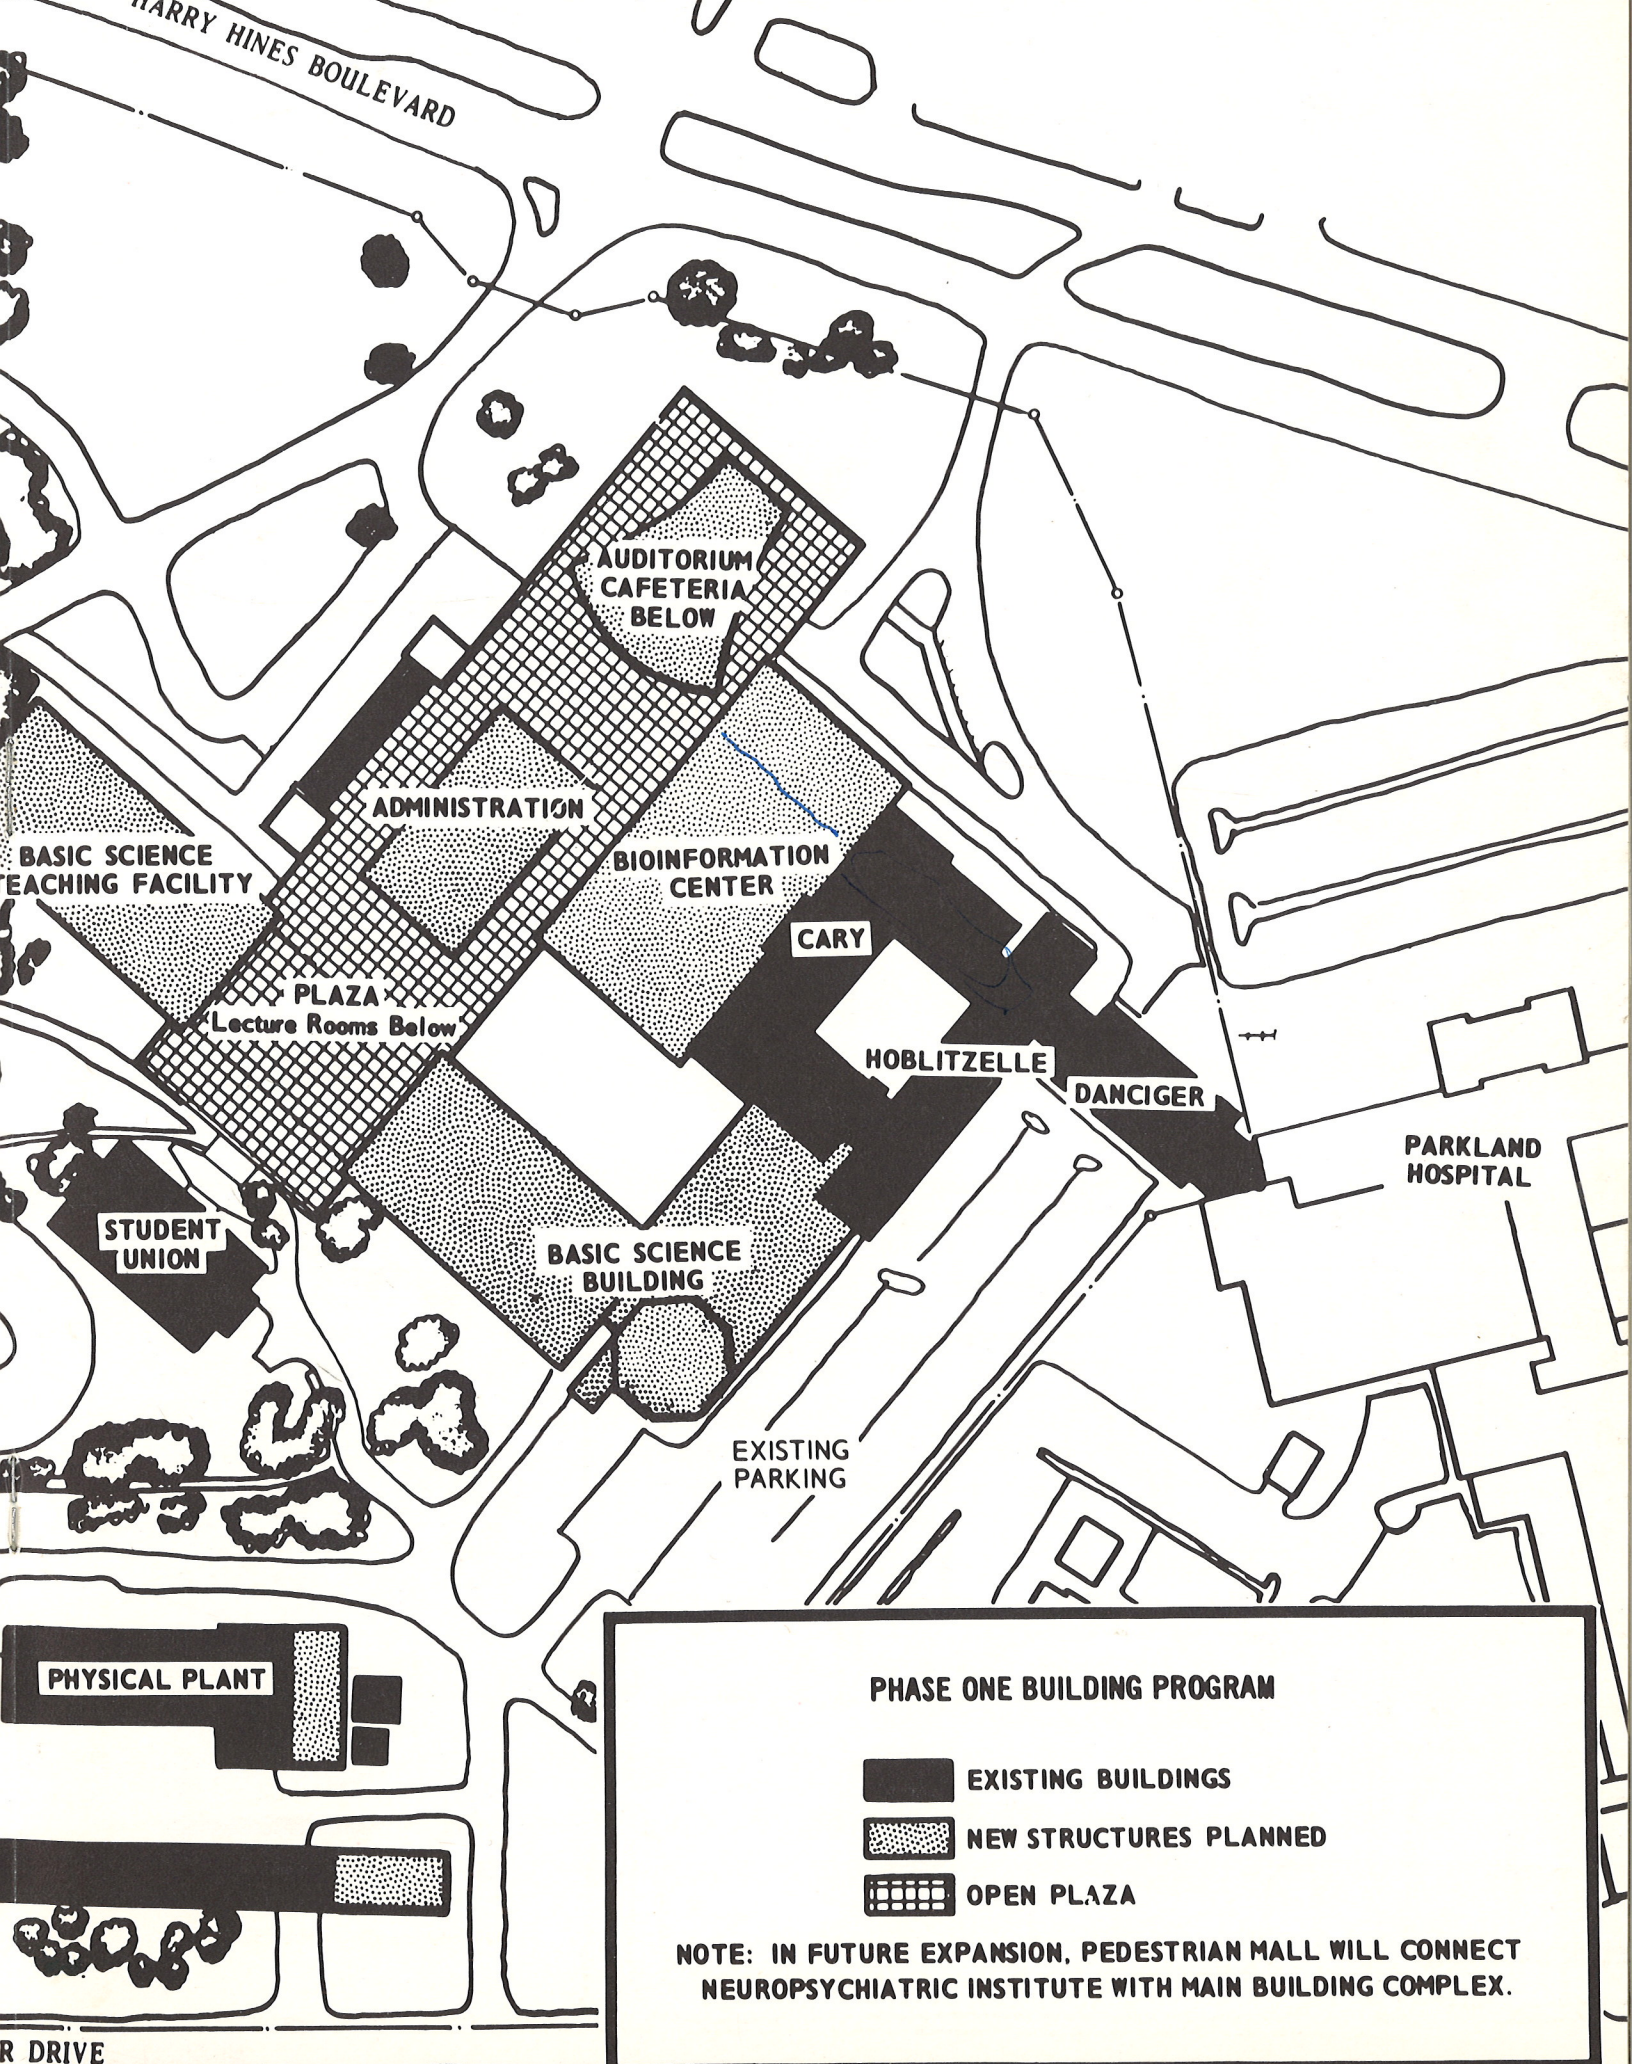 HARRY HINES BOULEVARD
AUDITORIUM
CAFETERIA
BELOW
ADMINISTRATION
BASIC SCIENCE
TEACHING FACILITY
BIOINFORMATION
CENTER
CARY
PLAZA
Lecture Rooms Below
HOBLITZELLE
DANCIGER
PARKLAND
HOSPITAL
STUDENT
UNION
BASIC SCIENCE
BUILDING
EXISTING
PARKING
PHYSICAL PLANT
PHASE ONE BUILDING PROGRAM
EXISTING BUILDINGS
NEW STRUCTURES PLANNED
OPEN PLAZA
NOTE: IN FUTURE EXPANSION, PEDESTRIAN MALL WILL CONNECT
NEUROPSYCHIATRIC INSTITUTE WITH MAIN BUILDING COMPLEX.
R DRIVE